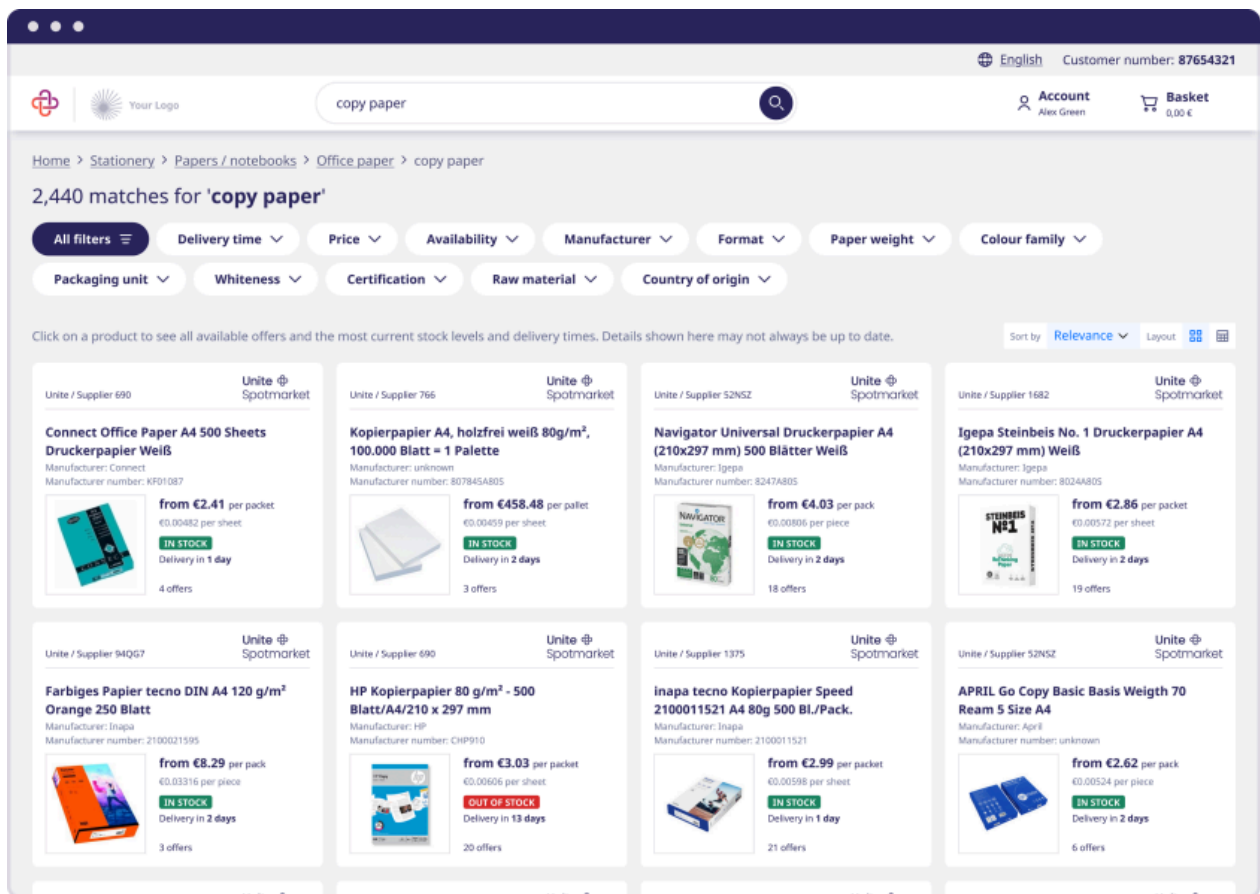 English Customer number: 87654321
Your Logo
copy paper
Account
Alex Green
Basket
0,00 €
Home > Stationery > Papers / notebooks > Office paper > copy paper
2,440 matches for 'copy paper'
All filters Delivery time Price Availability Manufacturer Format Paper weight Colour family
Packaging unit Whiteness Certification Raw material Country of origin
Click on a product to see all available offers and the most current stock levels and delivery times. Details shown here may not always be up to date.
Sort by Relevance Layout
Unite / Supplier 690
Unite
Spotmarket
Connect Office Paper A4 500 Sheets
Druckerpapier Weiß
Manufacturer: Connect
Manufacturer number: KF01087
from €2.41 per packet
€0.00482 per sheet
IN STOCK
Delivery in 1 day
4 offers
Unite / Supplier 766
Unite
Spotmarket
Kopierpapier A4, holzfrei weiß 80g/m²,
100.000 Blatt = 1 Palette
Manufacturer: unknown
Manufacturer number: 807845A80S
from €458.48 per pallet
€0.00459 per sheet
IN STOCK
Delivery in 2 days
3 offers
Unite / Supplier 52NSZ
Unite
Spotmarket
Navigator Universal Druckerpapier A4
(210x297 mm) 500 Blätter Weiß
Manufacturer: Igepa
Manufacturer number: 8247A80S
NAVIGATOR
from €4.03 per pack
€0.00806 per piece
IN STOCK
Delivery in 2 days
18 offers
Unite / Supplier 1682
Unite
Spotmarket
Igepa Steinbeis No. 1 Druckerpapier A4
(210x297 mm) Weiß
Manufacturer: Igepa
Manufacturer number: 8024A80S
STEINBEIS
Nº1
from €2.86 per packet
€0.00572 per sheet
IN STOCK
Delivery in 2 days
19 offers
Unite / Supplier 94QG7
Unite
Spotmarket
Farbiges Papier tecno DIN A4 120 g/m²
Orange 250 Blatt
Manufacturer: Inapa
Manufacturer number: 2100021595
from €8.29 per pack
€0.03316 per piece
IN STOCK
Delivery in 2 days
3 offers
Unite / Supplier 690
Unite
Spotmarket
HP Kopierpapier 80 g/m² - 500
Blatt/A4/210 x 297 mm
Manufacturer: HP
Manufacturer number: CHP910
from €3.03 per packet
€0.00606 per sheet
OUT OF STOCK
Delivery in 13 days
20 offers
Unite / Supplier 1375
Unite
Spotmarket
inapa tecno Kopierpapier Speed
2100011521 A4 80g 500 Bl./Pack.
Manufacturer: Inapa
Manufacturer number: 2100011521
from €2.99 per packet
€0.00598 per sheet
IN STOCK
Delivery in 1 day
21 offers
Unite / Supplier 52NSZ
Unite
Spotmarket
APRIL Go Copy Basic Basis Weigth 70
Ream 5 Size A4
Manufacturer: April
Manufacturer number: unknown
from €2.62 per pack
€0.00524 per piece
IN STOCK
Delivery in 2 days
6 offers